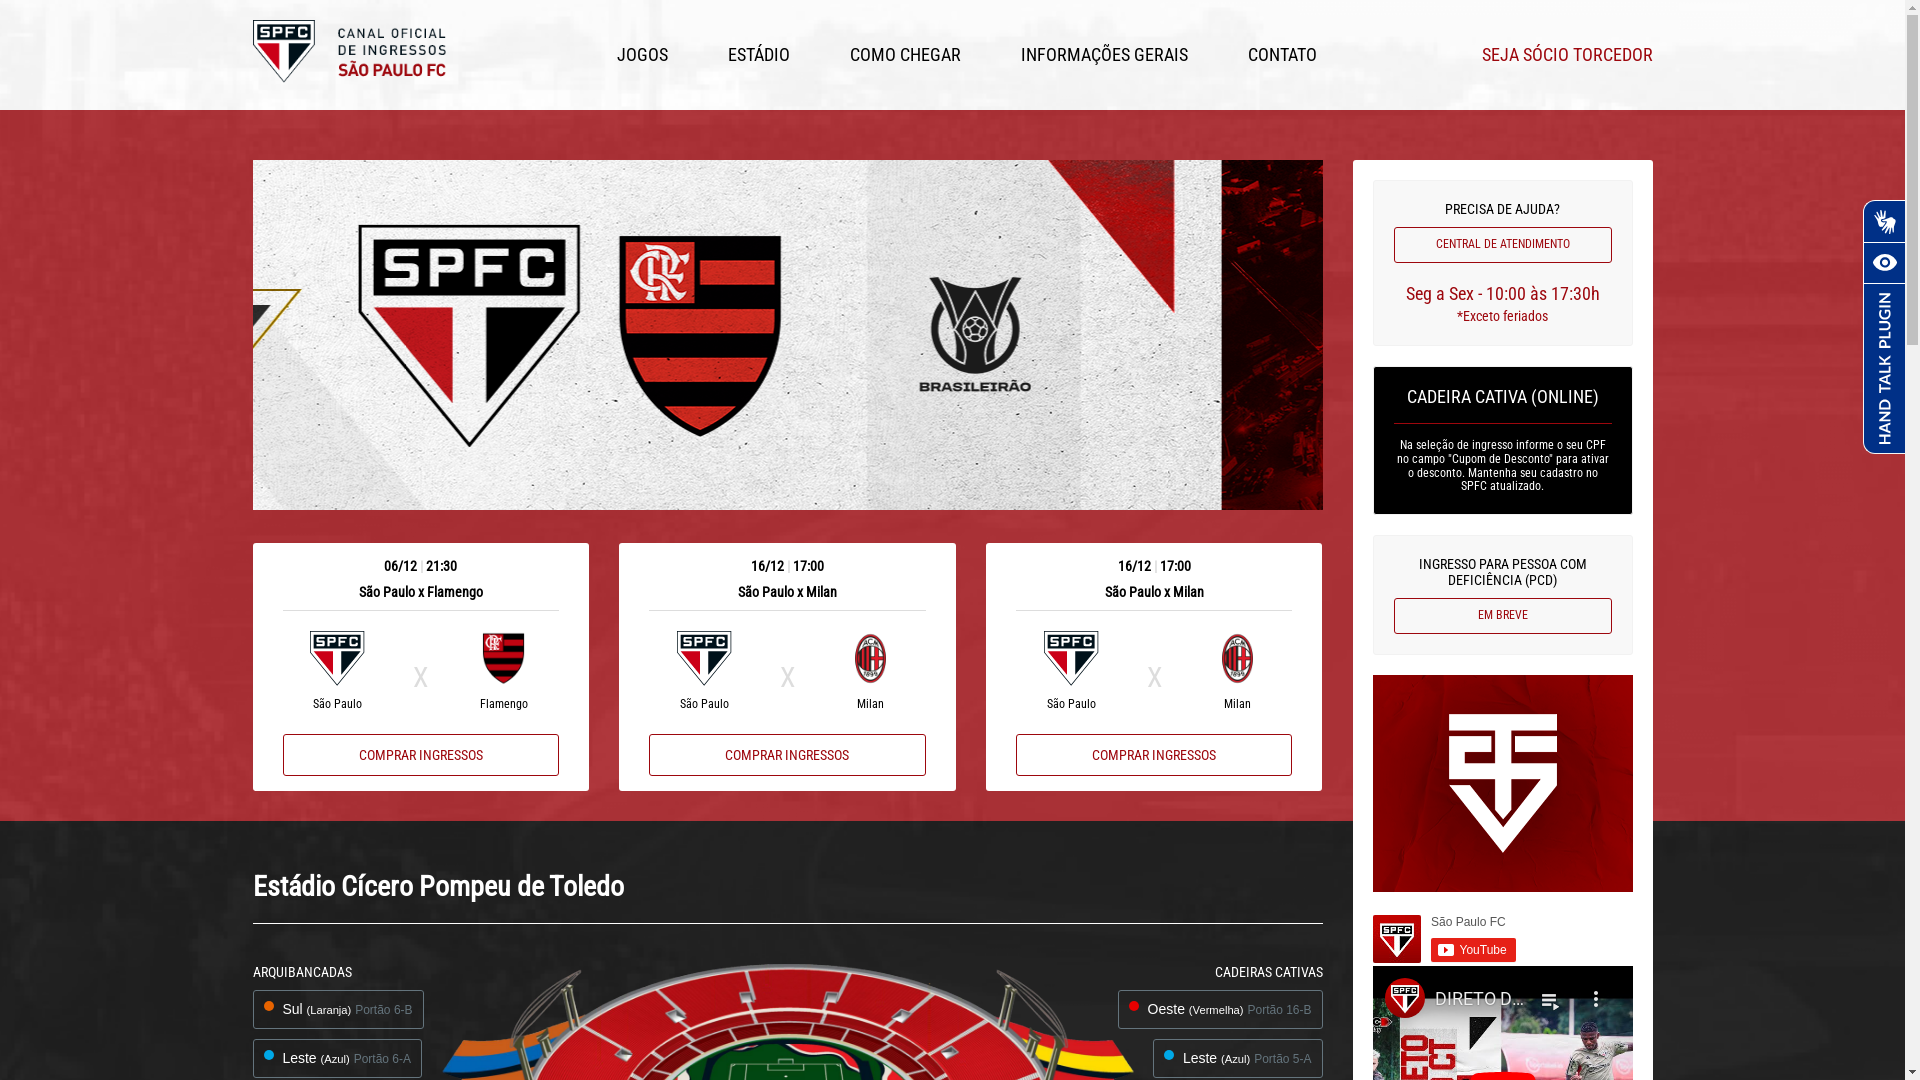 SPFC
CANAL OFICIAL
DE INGRESSOS
SÃO PAULO FC
JOGOS
ESTÁDIO
COMO CHEGAR
INFORMAÇÕES GERAIS
CONTATO
SEJA SÓCIO TORCEDOR
SPFC
BRASILEIRÃO
PRECISA DE AJUDA?
CENTRAL DE ATENDIMENTO
Seg a Sex - 10:00 às 17:30h
*Exceto feriados
CADEIRA CATIVA (ONLINE)
Na seleção de ingresso informe o seu CPF
no campo "Cupom de Desconto" para ativar
o desconto. Mantenha seu cadastro no
SPFC atualizado.
INGRESSO PARA PESSOA COM
DEFICIÊNCIA (PCD)
EM BREVE
HAND TALK PLUGIN
06/12 | 21:30
São Paulo x Flamengo
SPFC
X
São Paulo
Flamengo
COMPRAR INGRESSOS
16/12 | 17:00
São Paulo x Milan
SPFC
X
São Paulo
Milan
COMPRAR INGRESSOS
16/12 | 17:00
São Paulo x Milan
SPFC
X
São Paulo
Milan
COMPRAR INGRESSOS
São Paulo FC
YouTube
SPFC
DIRETO D...
Estádio Cícero Pompeu de Toledo
ARQUIBANCADAS
Sul (Laranja) Portão 6-B
Leste (Azul) Portão 6-A
CADEIRAS CATIVAS
Oeste (Vermelha) Portão 16-B
Leste (Azul) Portão 5-A